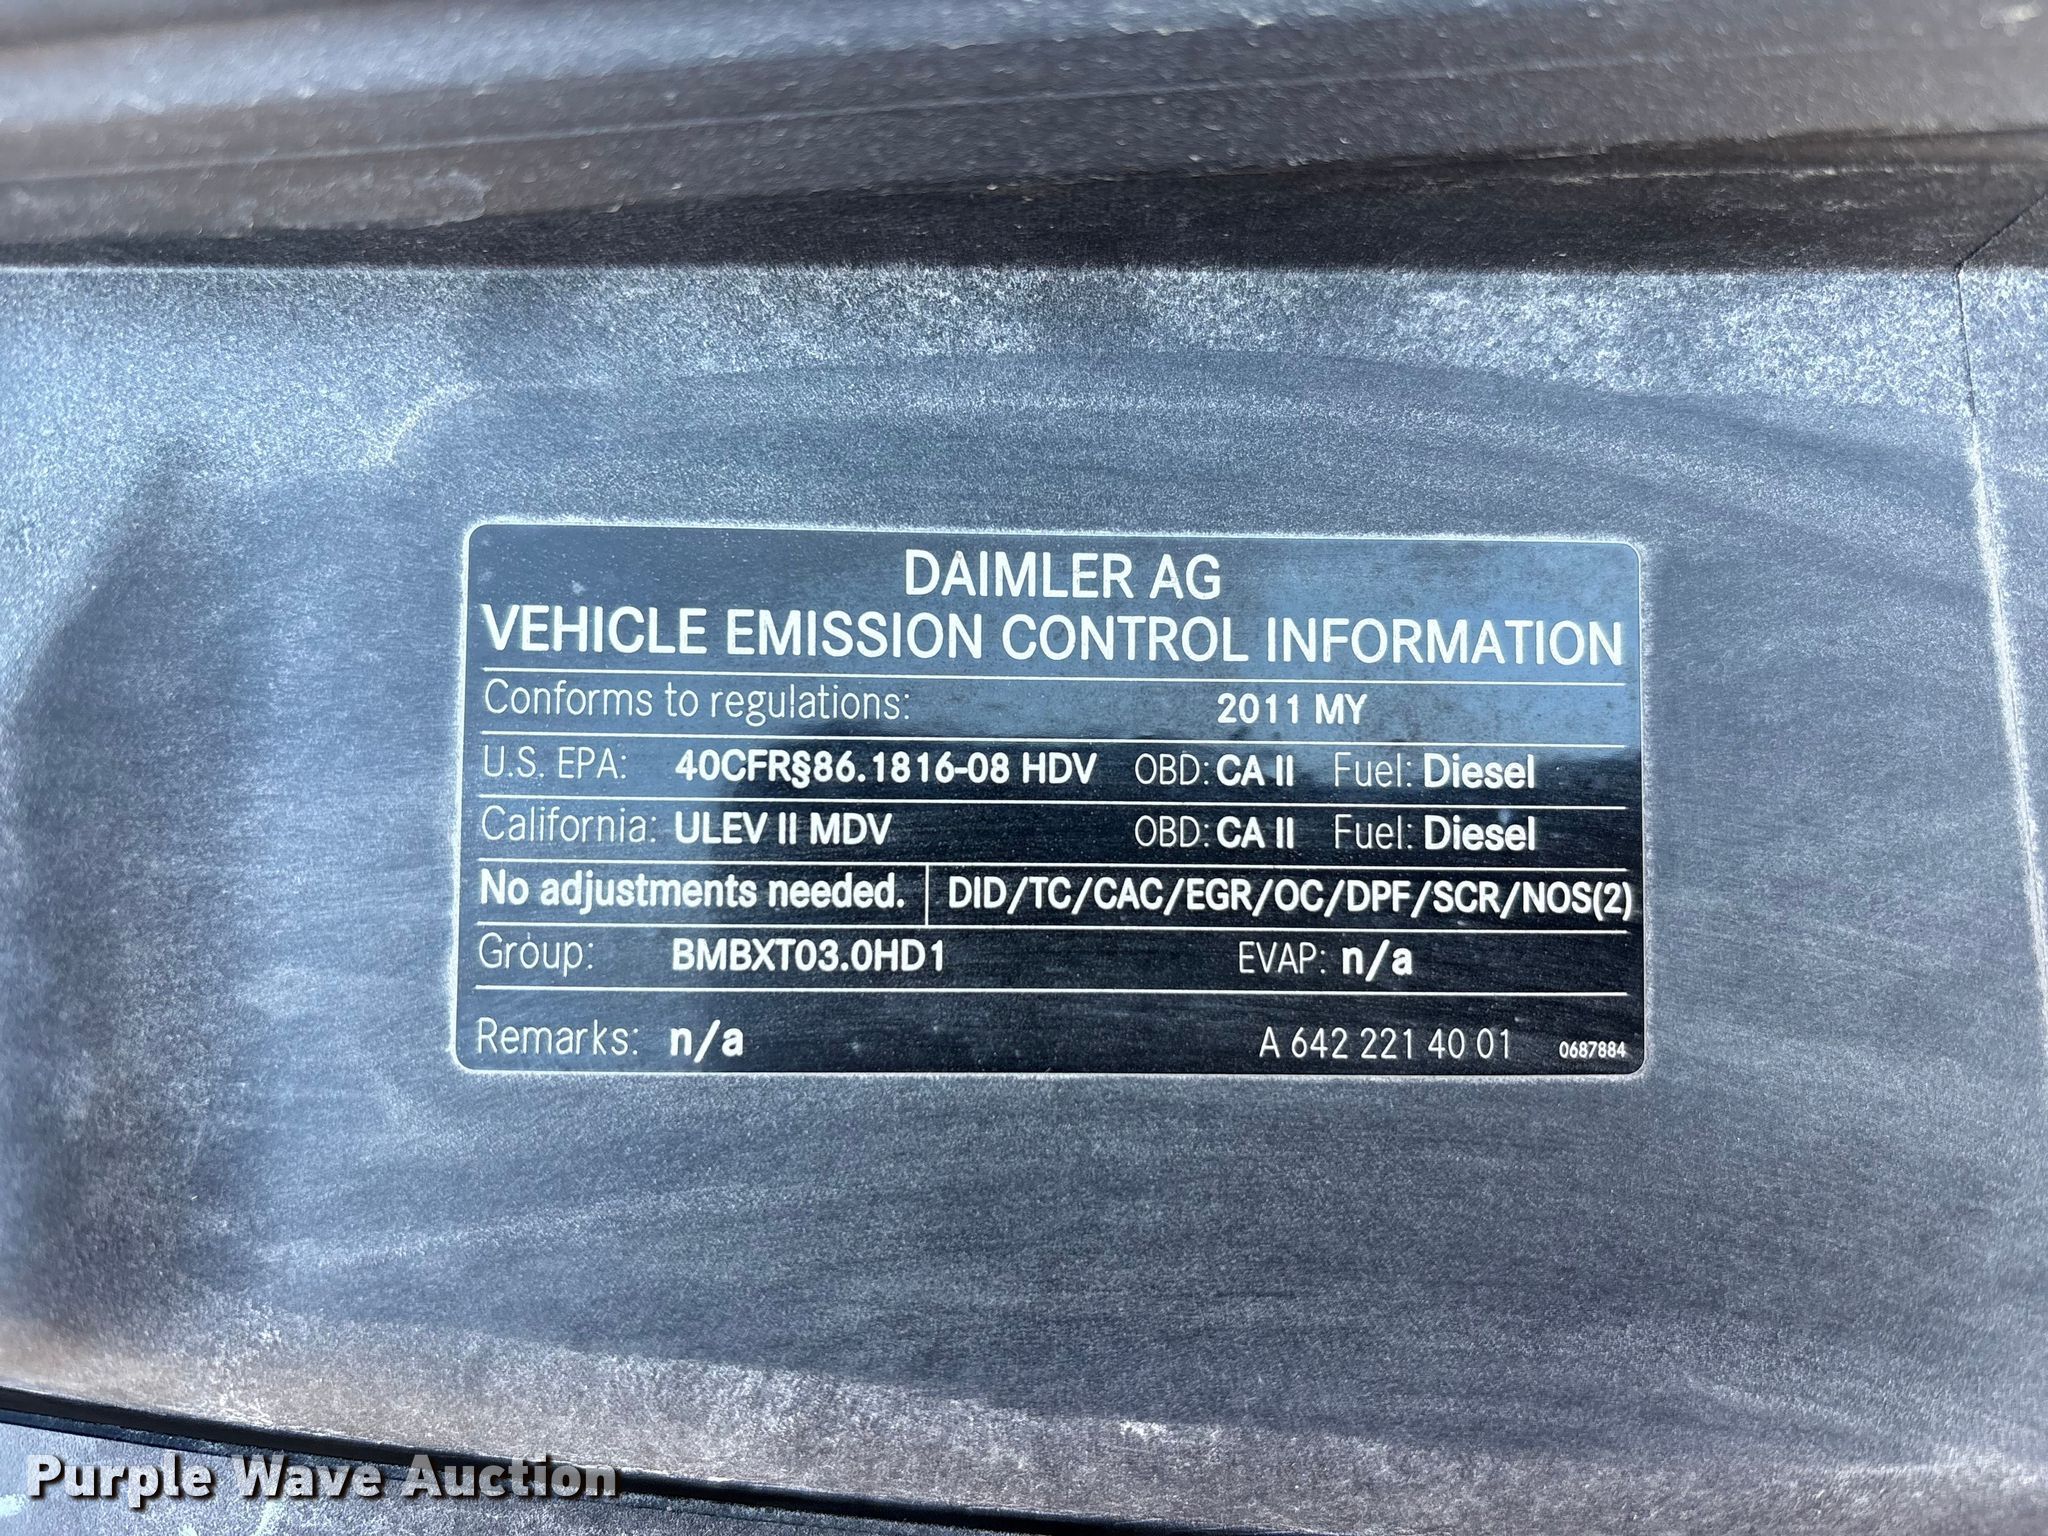 DAIMLER AG
VEHICLE EMISSION CONTROL INFORMATION
Conforms to regulations: 2011 MY
U.S. EPA: 40CFR§86.1816-08 HDV OBD: CA II Fuel: Diesel
California: ULEV II MDV OBD: CA II Fuel: Diesel
No adjustments needed. DID/TC/CAC/EGR/OC/DPF/SCR/NOS(2)
Group: BMBXT03.0HD1 EVAP: n/a
Remarks: n/a A 642 221 40 01 0687884
Purple Wave Auction